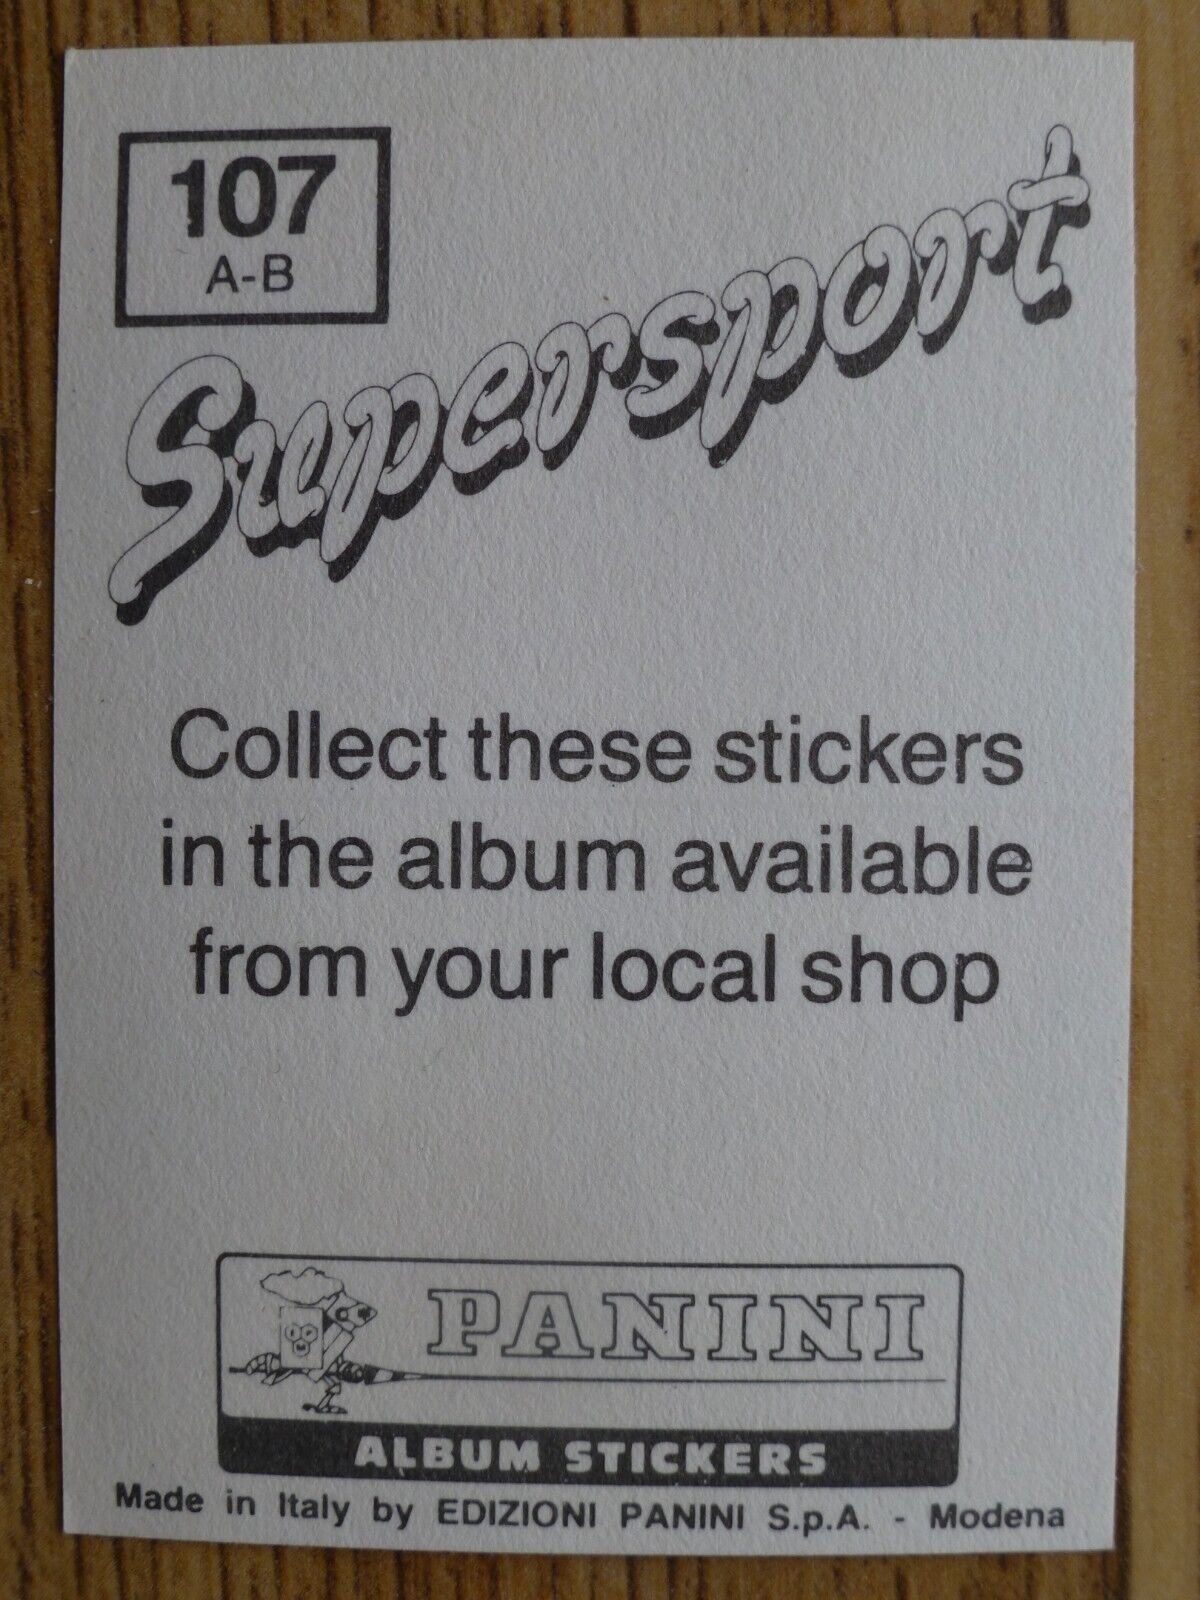 107
A-B
Supersport
Collect these stickers
in the album available
from your local shop
PANINI
ALBUM STICKERS
Made in Italy by EDIZIONI PANINI S.p.A. - Modena